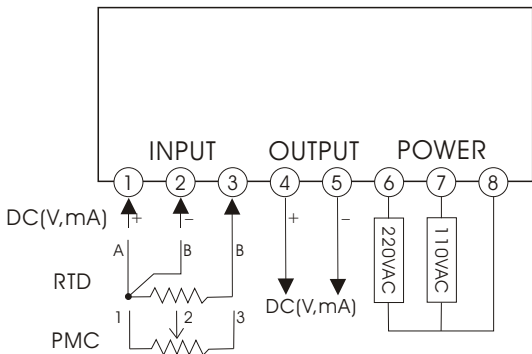 INPUT OUTPUT POWER
1 2 3 4 5 6 7 8
DC(V,mA) + − + −
A B B
220VAC 110VAC
RTD
DC(V,mA)
1 2 3
PMC